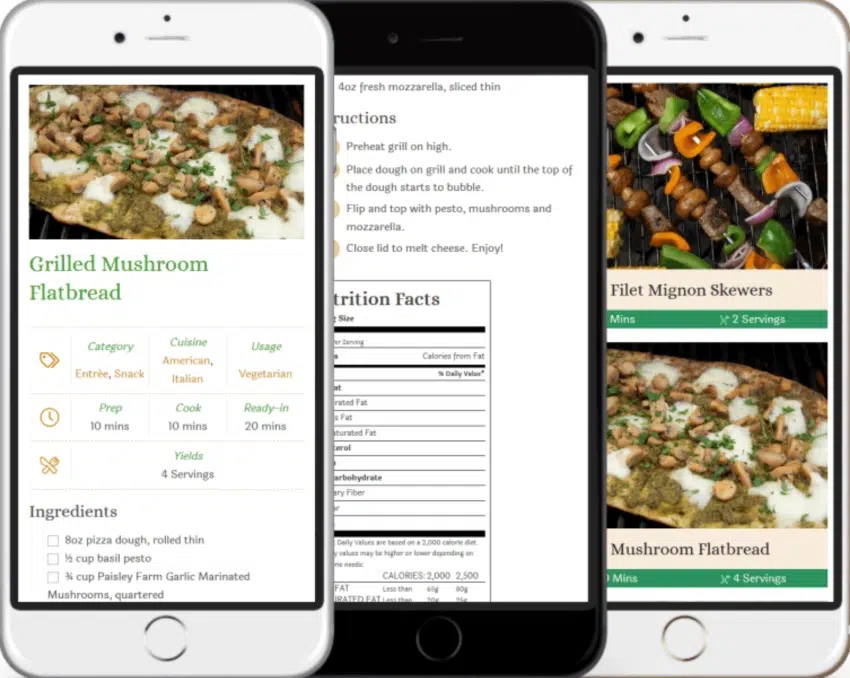 Grilled Mushroom
Flatbread
Category
Cuisine
Usage
Entrèe, Snack
American,
Italian
Vegetarian
Prep
Cook
Ready-in
10 mins
10 mins
20 mins
Yields
4 Servings
Ingredients
8oz pizza dough, rolled thin
½ cup basil pesto
¾ cup Paisley Farm Garlic Marinated
Mushrooms, quartered
4oz fresh mozzarella, sliced thin
ructions
Preheat grill on high.
Place dough on grill and cook until the top of
the dough starts to bubble.
Flip and top with pesto, mushrooms and
mozzarella.
Close lid to melt cheese. Enjoy!
trition Facts
g Size
er Serving
s Calories from Fat
% Daily Value*
at
rated Fat
s Fat
aturated Fat
terol
arbohydrate
ary Fiber
ar
Daily Values are based on a 2,000 calorie diet.
y values may be higher or lower depending on
rie needs:
CALORIES: 2,000 2,500
FAT Less than 65g 80g
RATED FAT Less than 20g 25g
Filet Mignon Skewers
Mins 2 Servings
Mushroom Flatbread
Mins 4 Servings